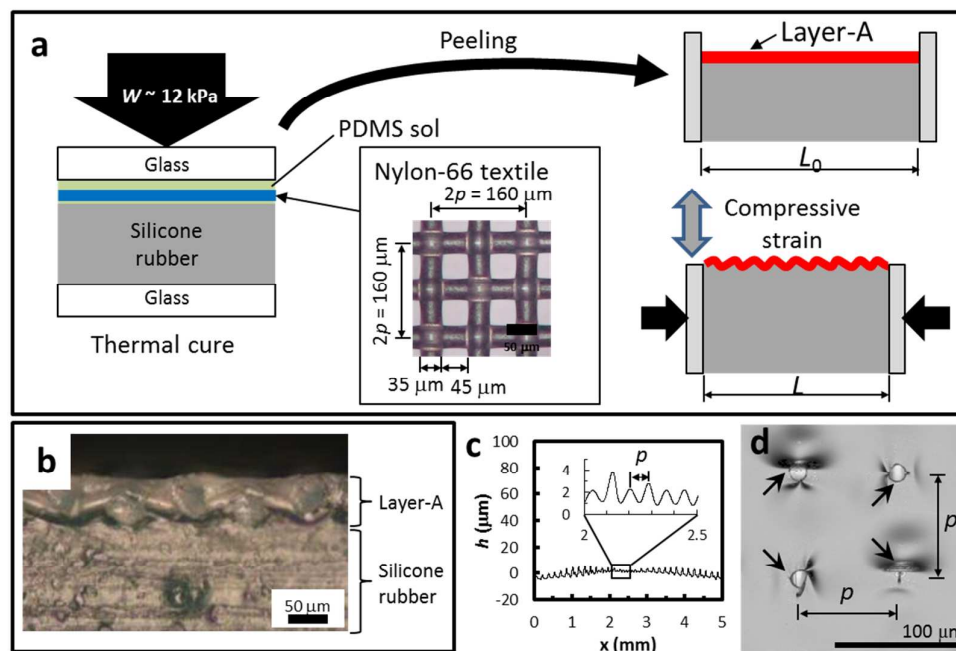 a
W ~ 12 kPa
Glass
Silicone
rubber
Glass
Thermal cure
PDMS sol
Peeling
Nylon-66 textile
2p = 160 μm
2p = 160 μm
50 μm
35 μm
45 μm
Layer-A
L0
Compressive
strain
L
b
Layer-A
Silicone
rubber
50 μm
c
h (μm)
100
80
60
40
20
0
-20
p
4
2
0
2
2.5
0 1 2 3 4 5
x (mm)
d
p
p
100 μm